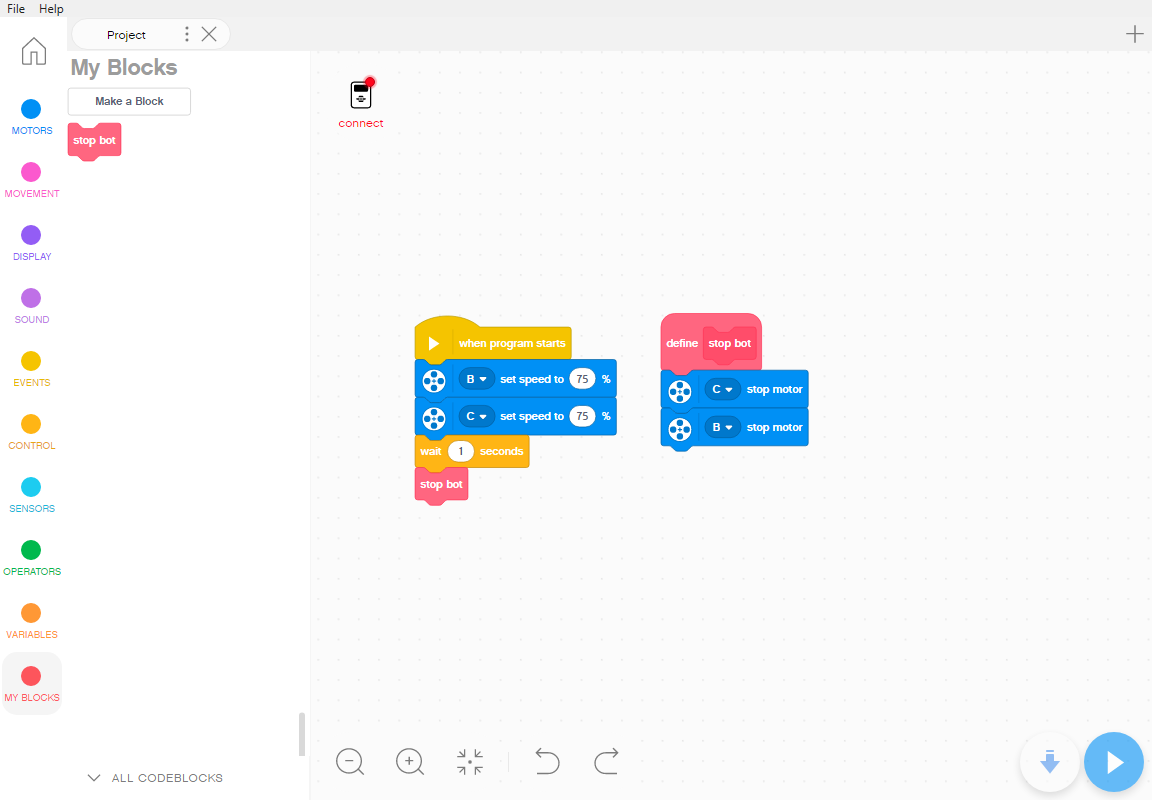 File Help
Project
My Blocks
Make a Block
stop bot
MOTORS
MOVEMENT
DISPLAY
SOUND
EVENTS
CONTROL
SENSORS
OPERATORS
VARIABLES
MY BLOCKS
ALL CODEBLOCKS
connect
when program starts
B set speed to 75 %
C set speed to 75 %
wait 1 seconds
stop bot
define stop bot
C stop motor
B stop motor